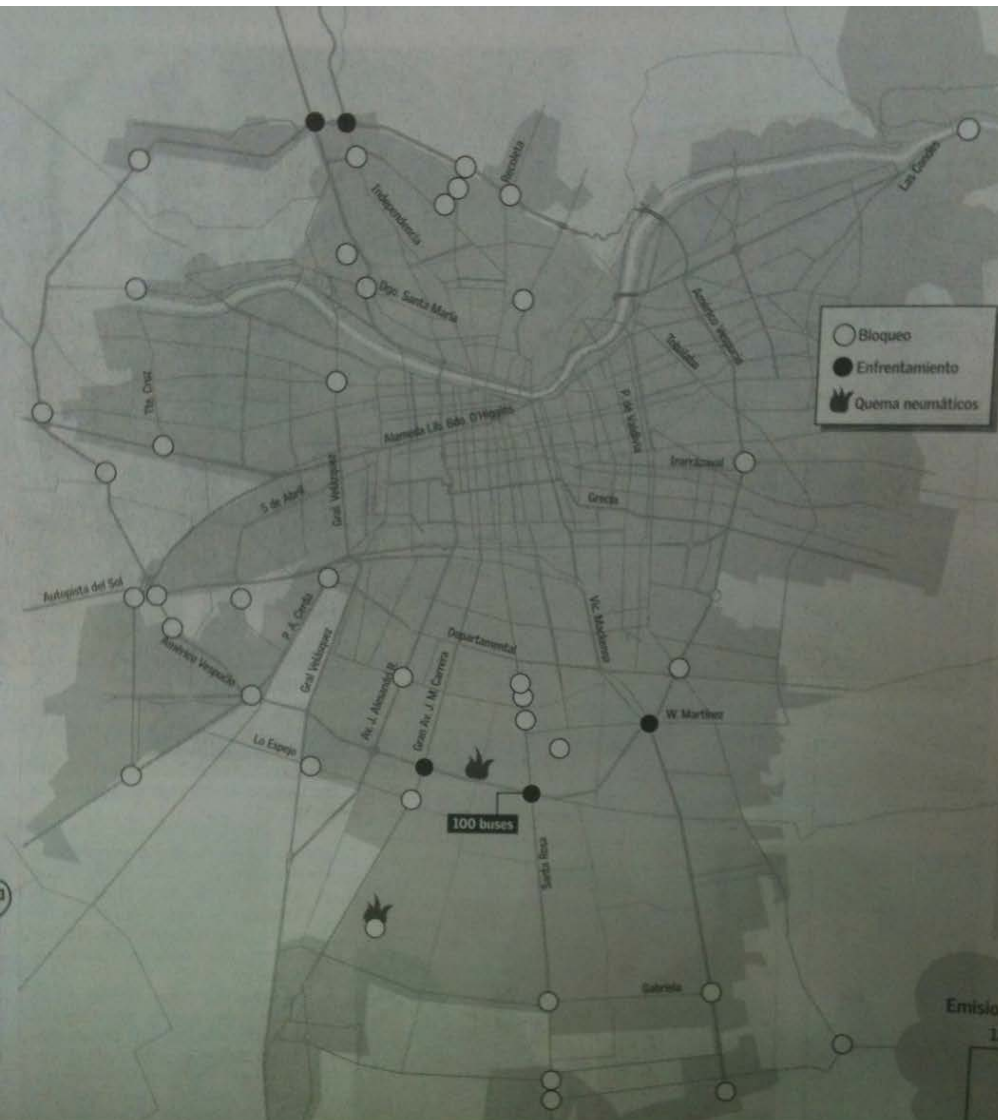 Recoleta
Las Condes
Independencia
Dgo. Santa María
Américo Vespucio
Tobalaba
Bloqueo
Enfrentamiento
Quema neumáticos
Tte. Cruz
P. de Valdivia
Alameda Lib. Bdo. O'Higgins
Irarrázaval
Gral. Velázquez
5 de Abril
Grecia
Autopista del Sol
P. A. Cerda
Vic. Mackenna
Departamental
Américo Vespucio
Gral Velázquez
Av. J. Alessandri R.
Gran Av. J. M. Carrera
W. Martínez
Lo Espejo
100 buses
Santa Rosa
Gabriela
Emisio